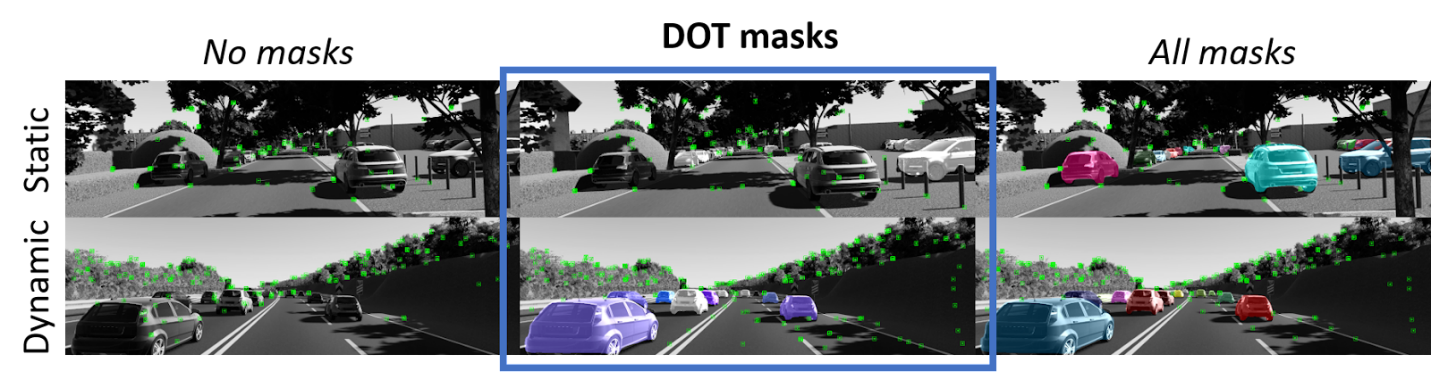 No masks
DOT masks
All masks
Static
Dynamic